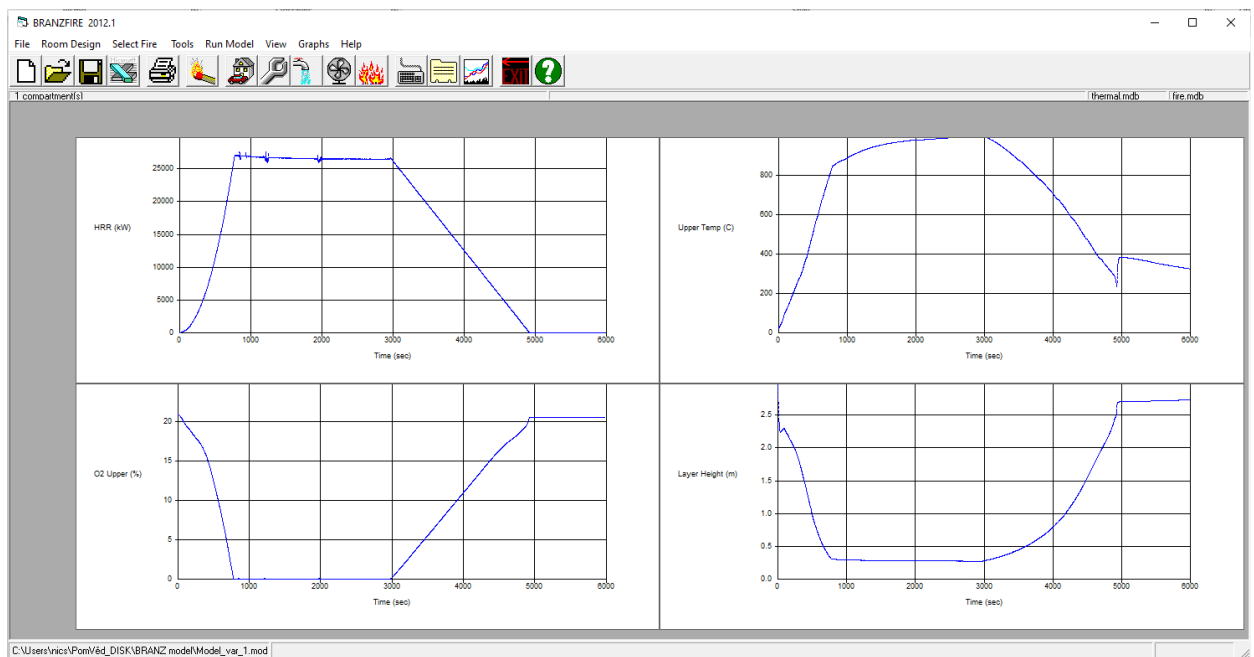 BRANZFIRE 2012.1
File Room Design Select Fire Tools Run Model View Graphs Help
EXIT
1 compartment(s) thermal.mdb fire.mdb
25000
20000
HRR (kW)
15000
10000
5000
0
0 1000 2000 3000 4000 5000 6000
Time (sec)
800
Upper Temp (C)
600
400
200
0
0 1000 2000 3000 4000 5000 6000
Time (sec)
20
15
O2 Upper (%)
10
5
0
0 1000 2000 3000 4000 5000 6000
Time (sec)
2.5
2.0
Layer Height (m)
1.5
1.0
0.5
0.0
0 1000 2000 3000 4000 5000 6000
Time (sec)
C:\Users\nics\PomVěd_DISK\BRANZ model\Model_var_1.mod